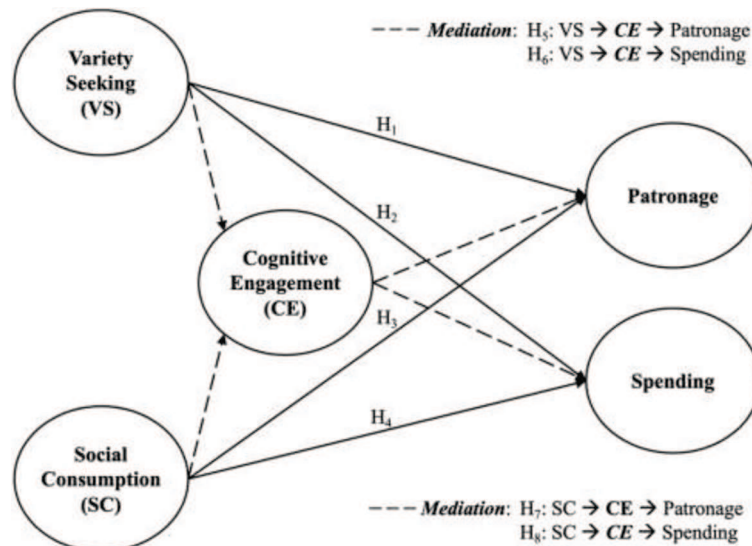 Variety
Seeking
(VS)
--- Mediation: H₅: VS → CE → Patronage
H₆: VS → CE → Spending
H₁
H₂
Patronage
Cognitive
Engagement
(CE)
H₃
Spending
H₄
Social
Consumption
(SC)
--- Mediation: H₇: SC → CE → Patronage
H₈: SC → CE → Spending